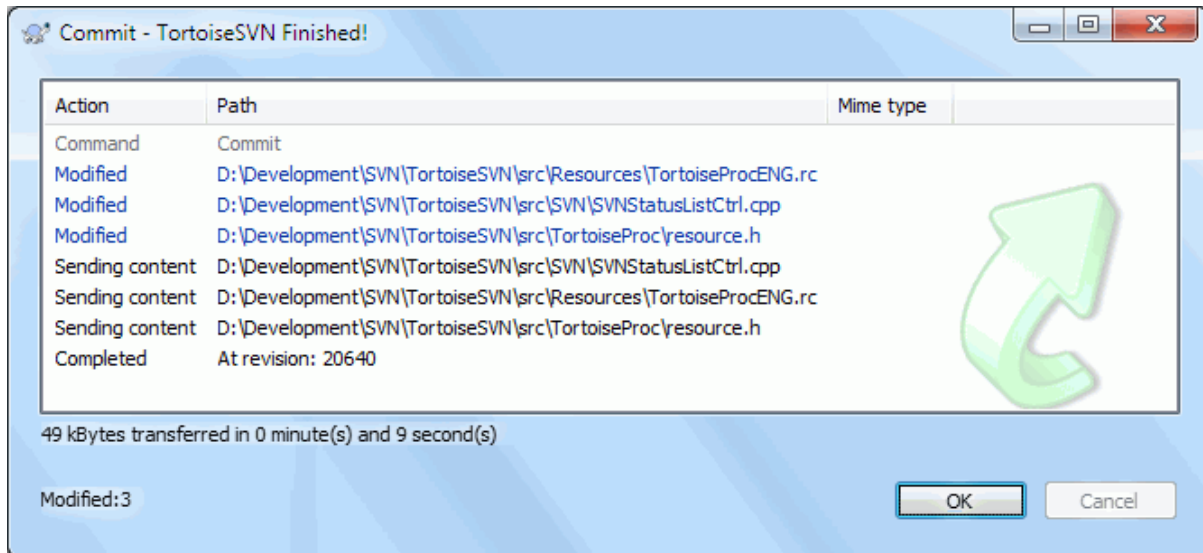 Commit - TortoiseSVN Finished!
Action Path Mime type
Command Commit
Modified D:\Development\SVN\TortoiseSVN\src\Resources\TortoiseProcENG.rc
Modified D:\Development\SVN\TortoiseSVN\src\SVN\SVNStatusListCtrl.cpp
Modified D:\Development\SVN\TortoiseSVN\src\TortoiseProc\resource.h
Sending content D:\Development\SVN\TortoiseSVN\src\SVN\SVNStatusListCtrl.cpp
Sending content D:\Development\SVN\TortoiseSVN\src\Resources\TortoiseProcENG.rc
Sending content D:\Development\SVN\TortoiseSVN\src\TortoiseProc\resource.h
Completed At revision: 20640
49 kBytes transferred in 0 minute(s) and 9 second(s)
Modified:3
OK Cancel